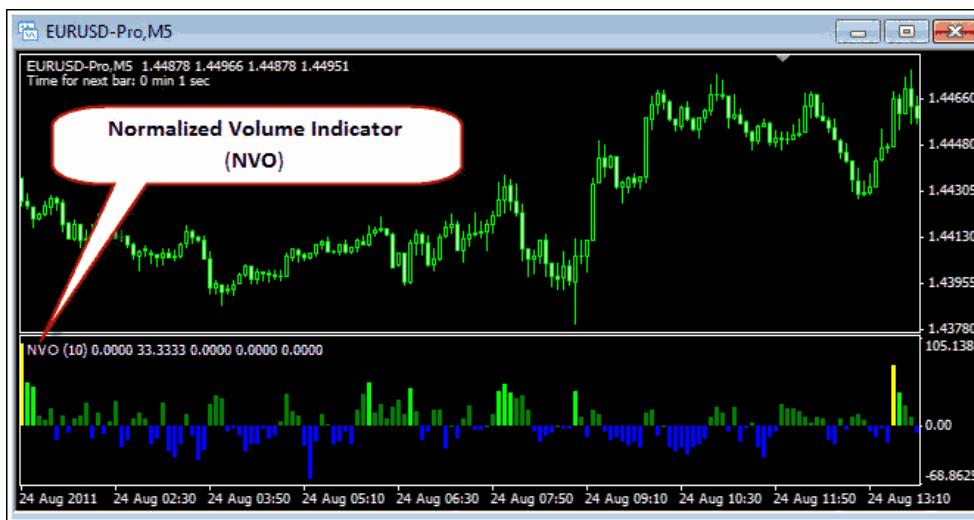 EURUSD-Pro,M5
EURUSD-Pro,M5 1.44878 1.44966 1.44878 1.44951
Time for next bar: 0 min 1 sec
Normalized Volume Indicator
(NVO)
1.44660
1.44480
1.44305
1.44130
1.43955
1.43780
NVO (10) 0.0000 33.3333 0.0000 0.0000 0.0000
105.138
0.00
-68.8625
24 Aug 2011 24 Aug 02:30 24 Aug 03:50 24 Aug 05:10 24 Aug 06:30 24 Aug 07:50 24 Aug 09:10 24 Aug 10:30 24 Aug 11:50 24 Aug 13:10